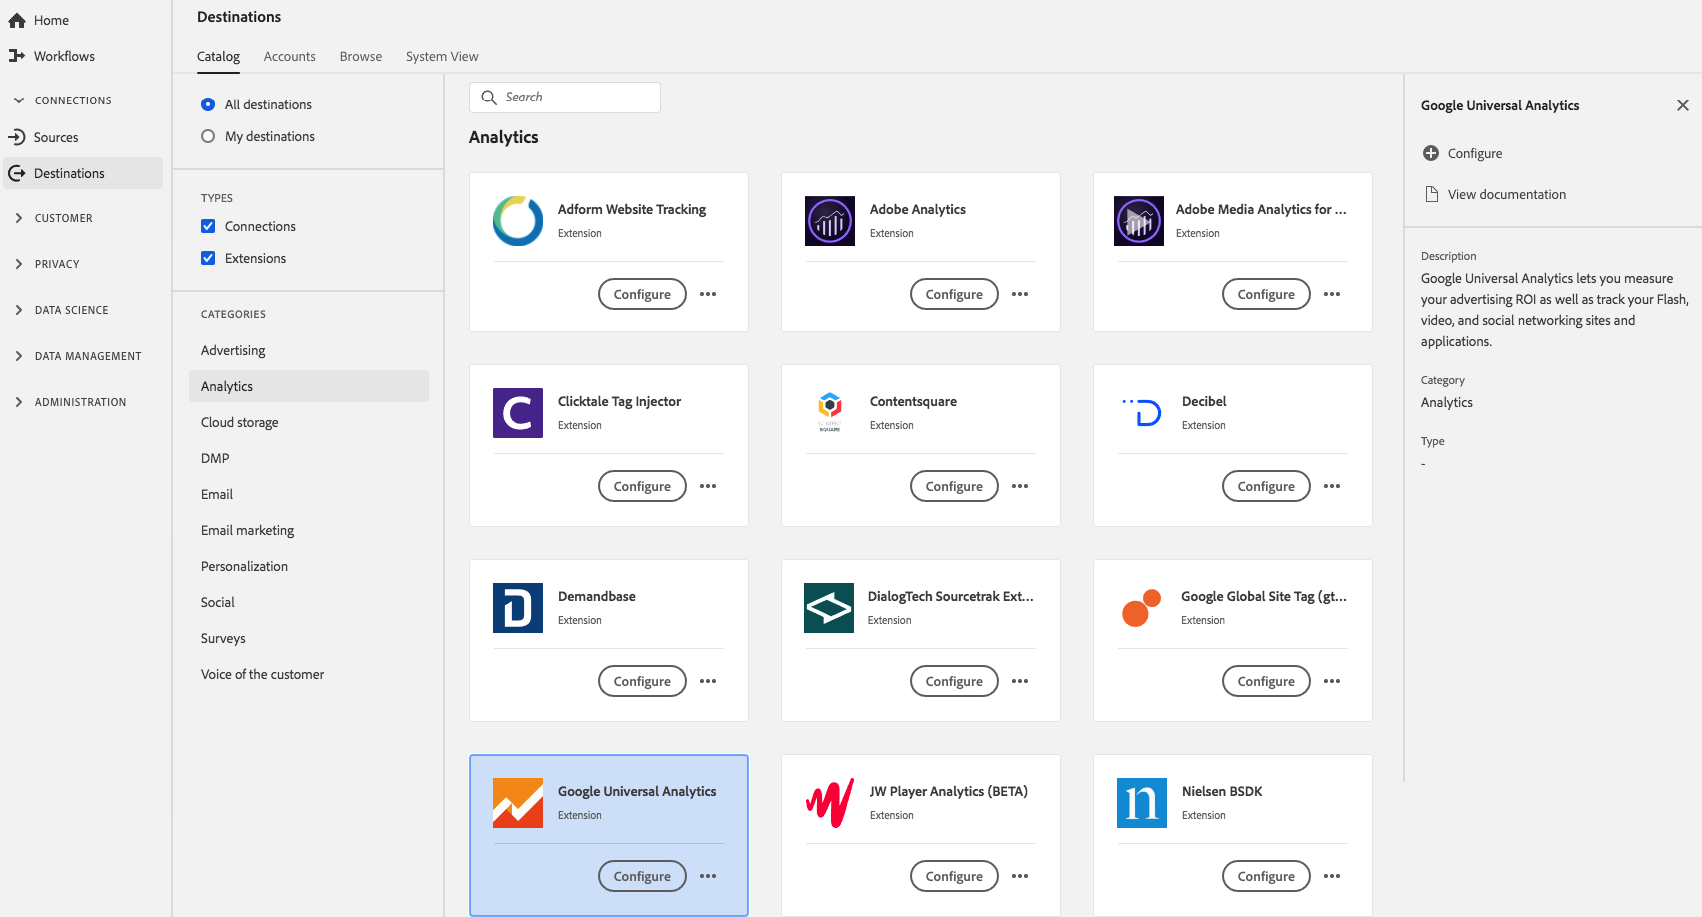 Home
Workflows
CONNECTIONS
Sources
Destinations
CUSTOMER
PRIVACY
DATA SCIENCE
DATA MANAGEMENT
ADMINISTRATION
Destinations
Catalog Accounts Browse System View
All destinations
My destinations
TYPES
Connections
Extensions
CATEGORIES
Advertising
Analytics
Cloud storage
DMP
Email
Email marketing
Personalization
Social
Surveys
Voice of the customer
Search
Analytics
Adform Website Tracking
Extension
Configure
Adobe Analytics
Extension
Configure
Adobe Media Analytics for ...
Extension
Configure
Clicktale Tag Injector
Extension
Configure
CONTENT
SQUARE
Contentsquare
Extension
Configure
Decibel
Extension
Configure
Demandbase
Extension
Configure
DialogTech Sourcetrak Ext...
Extension
Configure
Google Global Site Tag (gt...
Extension
Configure
Google Universal Analytics
Extension
Configure
JW Player Analytics (BETA)
Extension
Configure
n
Nielsen BSDK
Extension
Configure
Google Universal Analytics
Configure
View documentation
Description
Google Universal Analytics lets you measure
your advertising ROI as well as track your Flash,
video, and social networking sites and
applications.
Category
Analytics
Type
-